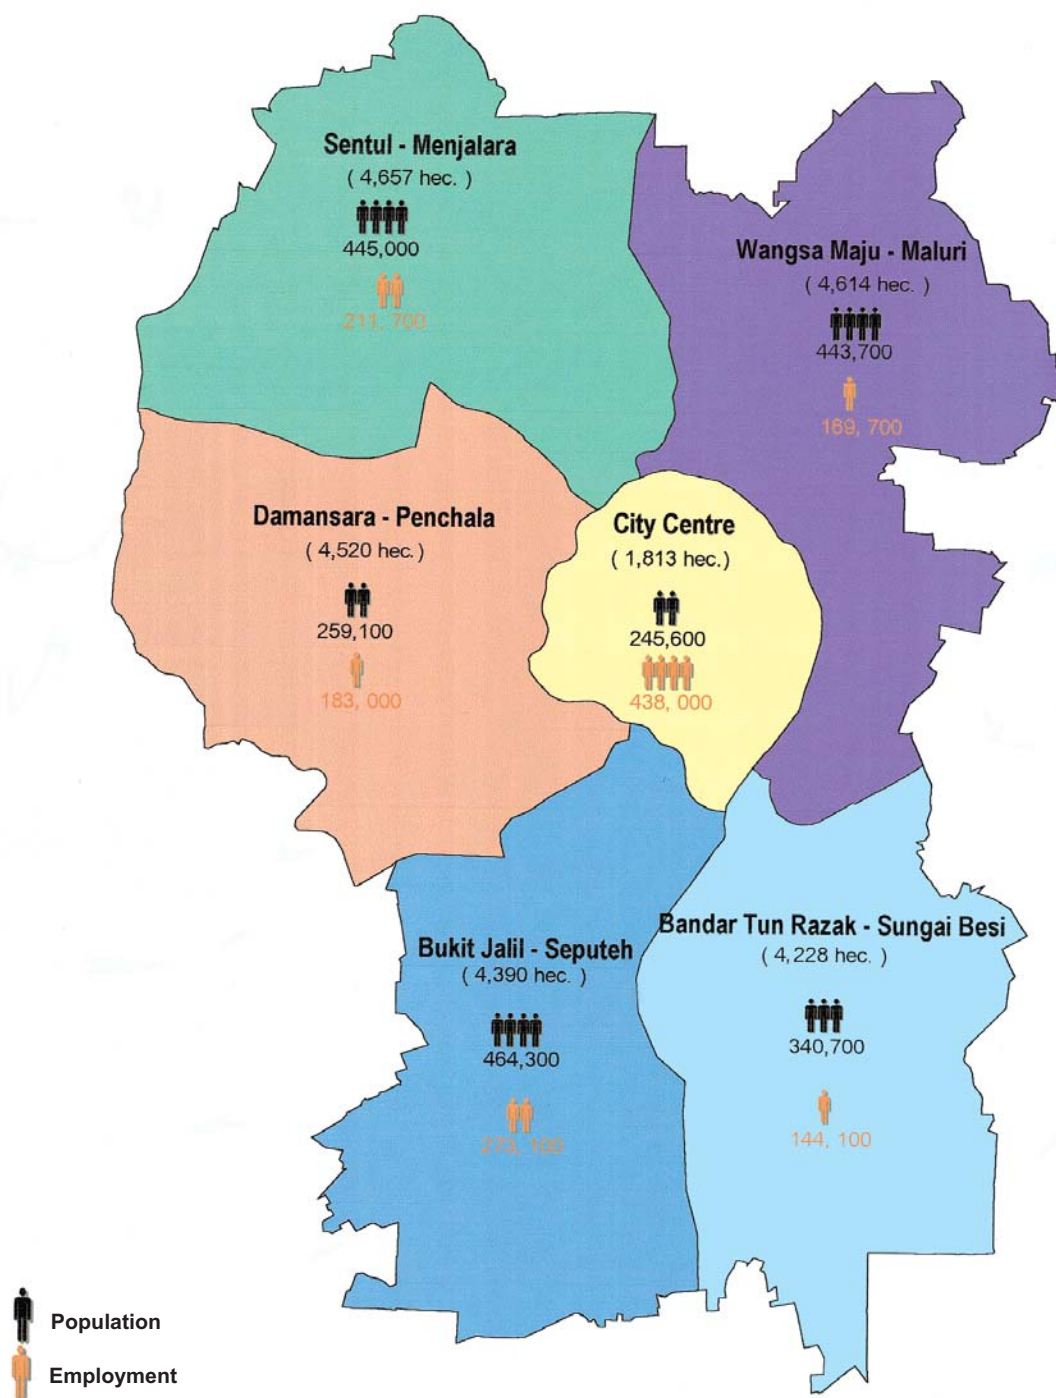 Sentul - Menjalara
( 4,657 hec. )
445,000
211, 700
Wangsa Maju - Maluri
( 4,614 hec. )
443,700
169, 700
Damansara - Penchala
( 4,520 hec.)
259,100
183, 000
City Centre
( 1,813 hec.)
245,600
438, 000
Bukit Jalil - Seputeh
( 4,390 hec. )
464,300
273, 100
Bandar Tun Razak - Sungai Besi
( 4,228 hec. )
340,700
144, 100
Population
Employment